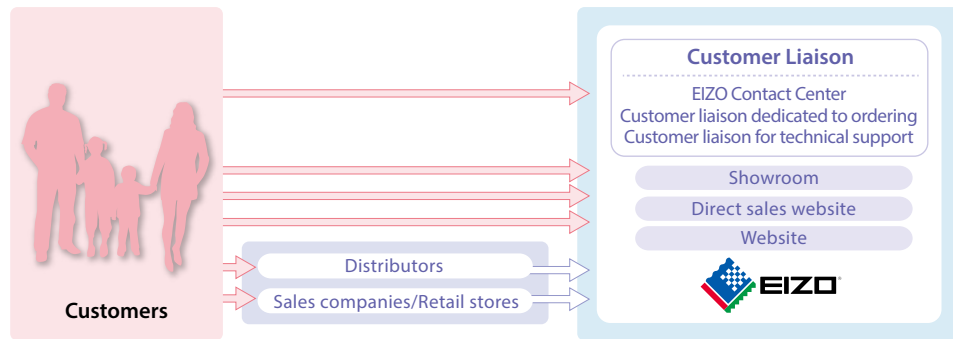 Customer Liaison
EIZO Contact Center
Customer liaison dedicated to ordering
Customer liaison for technical support
Showroom
Direct sales website
Website
Distributors
Sales companies/Retail stores
Customers
EIZO